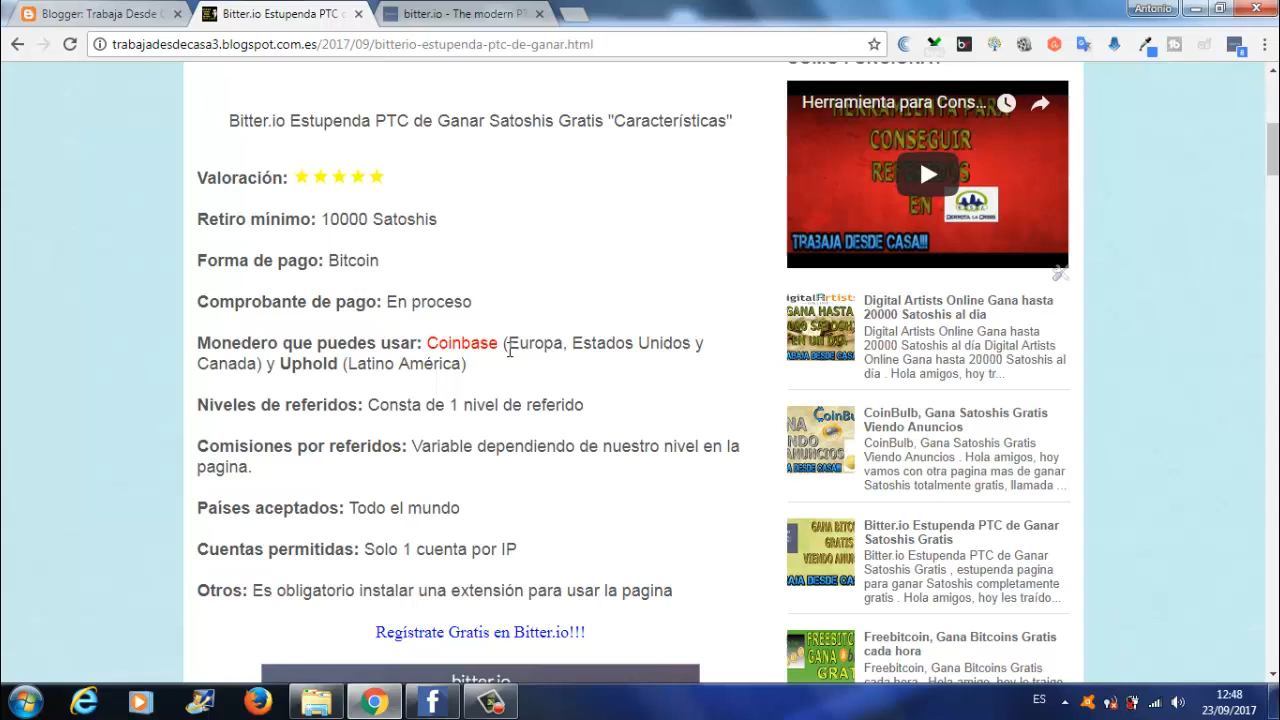 Blogger: Trabaja Desde C
Bitter.io Estupenda PTC d
bitter.io - The modern PT
Antonio
trabajadesdecasa3.blogspot.com.es/2017/09/bitterio-estupenda-ptc-de-ganar.html
Bitter.io Estupenda PTC de Ganar Satoshis Gratis "Características"
Valoración:
Retiro mínimo: 10000 Satoshis
Forma de pago: Bitcoin
Comprobante de pago: En proceso
Monedero que puedes usar: Coinbase (Europa, Estados Unidos y
Canada) y Uphold (Latino América)
Niveles de referidos: Consta de 1 nivel de referido
Comisiones por referidos: Variable dependiendo de nuestro nivel en la
pagina.
Países aceptados: Todo el mundo
Cuentas permitidas: Solo 1 cuenta por IP
Otros: Es obligatorio instalar una extensión para usar la pagina
Regístrate Gratis en Bitter.io!!!
bitter.io
Herramienta para Cons...
HERRAMIENTA PARA
CONSEGUIR
EN
DERROTA LA CRISIS
TRABAJA DESDE CASA!!!
Digital Artists Online Gana hasta
20000 Satoshis al dia
Digital Artists Online Gana hasta
20000 Satoshis al día Digital
Artists Online Gana hasta
20000 Satoshis al
día . Hola amigos, hoy tr...
CoinBulb, Gana Satoshis Gratis
Viendo Anuncios
CoinBulb, Gana Satoshis Gratis
Viendo Anuncios . Hola amigos, hoy
vamos con otra pagina mas de ganar
Satoshis totalmente gratis, llamada ...
Bitter.io Estupenda PTC de Ganar
Satoshis Gratis
Bitter.io Estupenda PTC de Ganar
Satoshis Gratis , estupenda pagina
para ganar Satoshis completamente
gratis . Hola amigos, hoy les traído...
Freebitcoin, Gana Bitcoins Gratis
cada hora
Freebitcoin, Gana Bitcoins Gratis
ES
12:48
23/09/2017